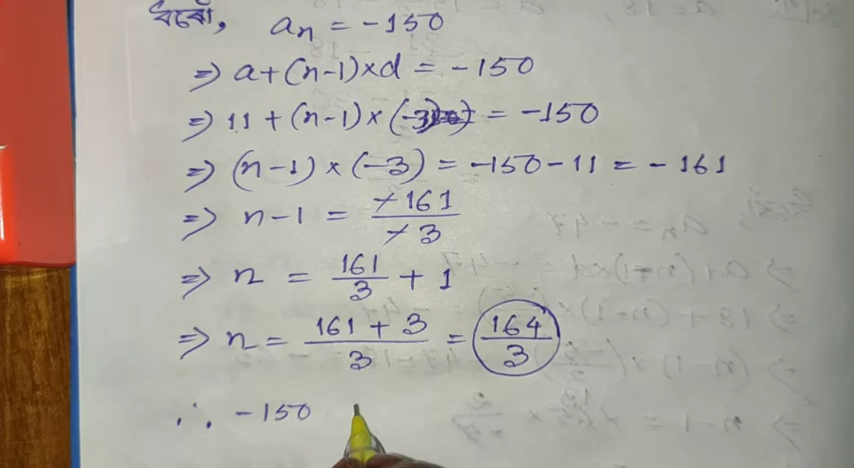 aₙ = -150
⇒ a+(n-1)×d = -150
⇒ 11 + (n-1) × (-3) = -150
⇒ (n-1) × (-3) = -150 - 11 = -161
⇒ n-1 = -161/-3
⇒ n = 161/3 + 1
⇒ n = (161 + 3)/3 = 164/3
∴ -150